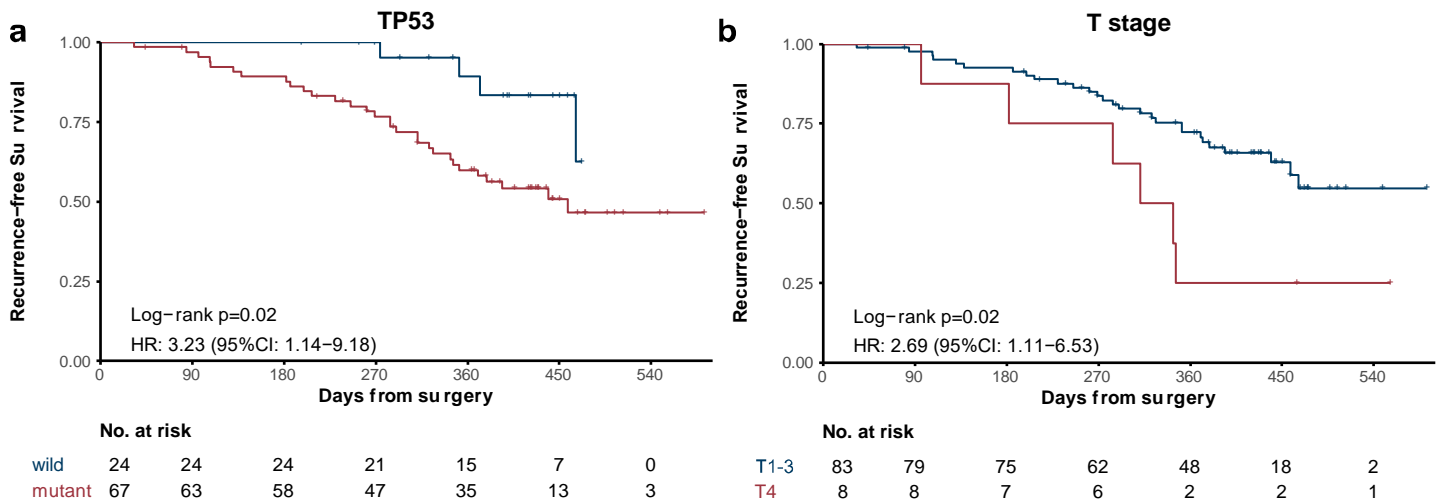 a
TP53
Recurrence-free Su rvival
1.00
0.75
0.50
0.25
0.00
Log-rank p=0.02
HR: 3.23 (95%CI: 1.14-9.18)
0 90 180 270 360 450 540
Days from surgery
No. at risk
wild 24 24 24 21 15 7 0
mutant 67 63 58 47 35 13 3
b
T stage
Recurrence-free Su rvival
1.00
0.75
0.50
0.25
0.00
Log-rank p=0.02
HR: 2.69 (95%CI: 1.11-6.53)
0 90 180 270 360 450 540
Days from surgery
No. at risk
T1-3 83 79 75 62 48 18 2
T4 8 8 7 6 2 2 1